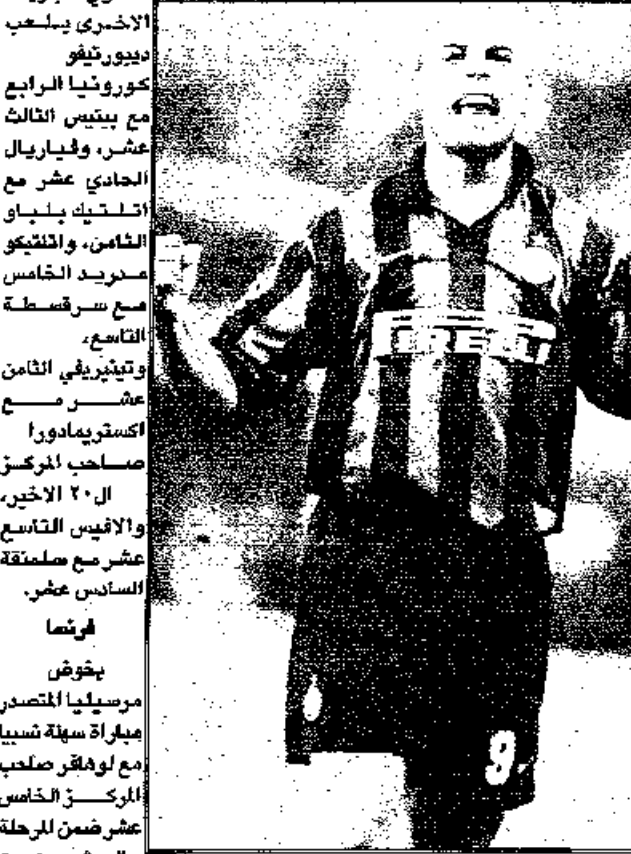 الاخرى يلعب
ديبورتيفو
كورونيا الرابع
مع بيتيس الثالث
عشر، وفياريال
الحادي عشر مع
اتلتيك بلباو
الثامن، واتلتيكو
مدريد الخامس
مع سرقسطة
التاسع،
وتينيريفي الثامن
عشر مع
اكستريمادورا
صاحب المركز
ال٢٠ الاخير،
والافيس التاسع
عشر مع سلمنقة
السادس عشر.
فرنسا
يخوض
مرسيليا المتصدر
مباراة سهلة نسبيا
مع لوهافر صاحب
المركز الخامس
عشر ضمن المرحلة
PIRELLI
9